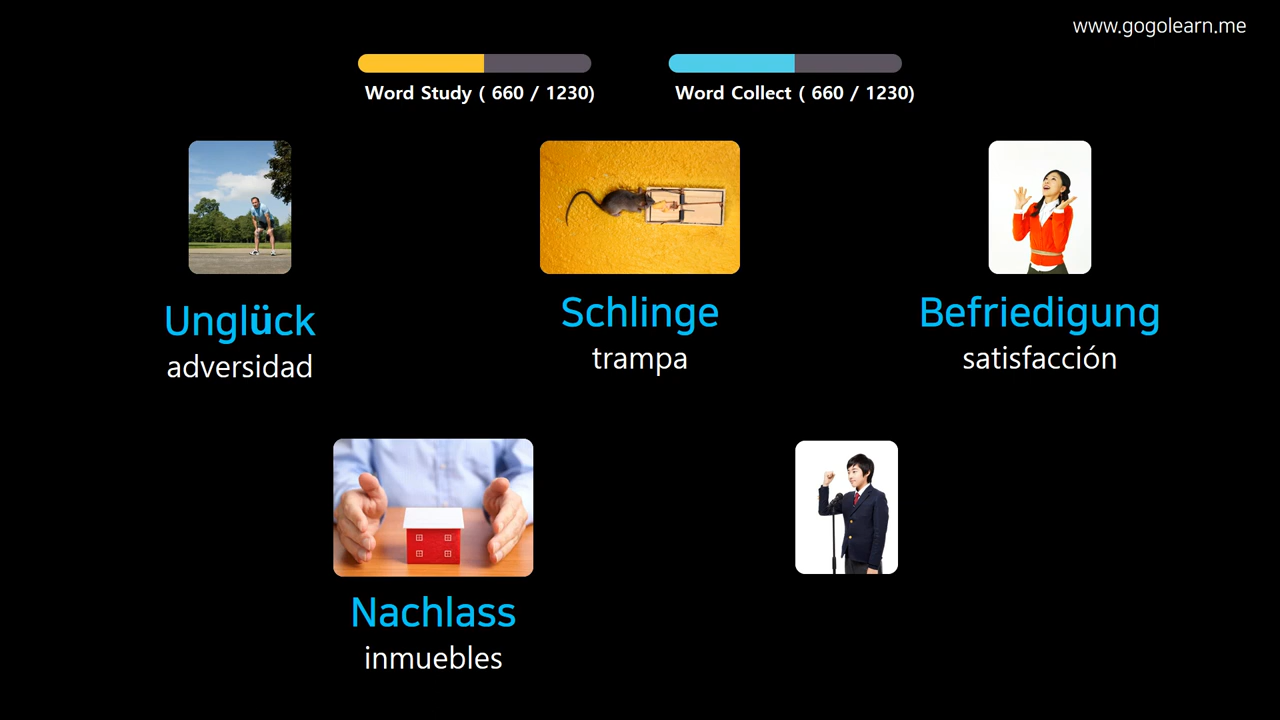 www.gogolearn.me
Word Study ( 660 / 1230)
Word Collect ( 660 / 1230)
Unglück
adversidad
Schlinge
trampa
Befriedigung
satisfacción
Nachlass
inmuebles